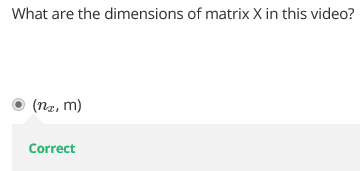 What are the dimensions of matrix X in this video?
(nₓ, m)
Correct